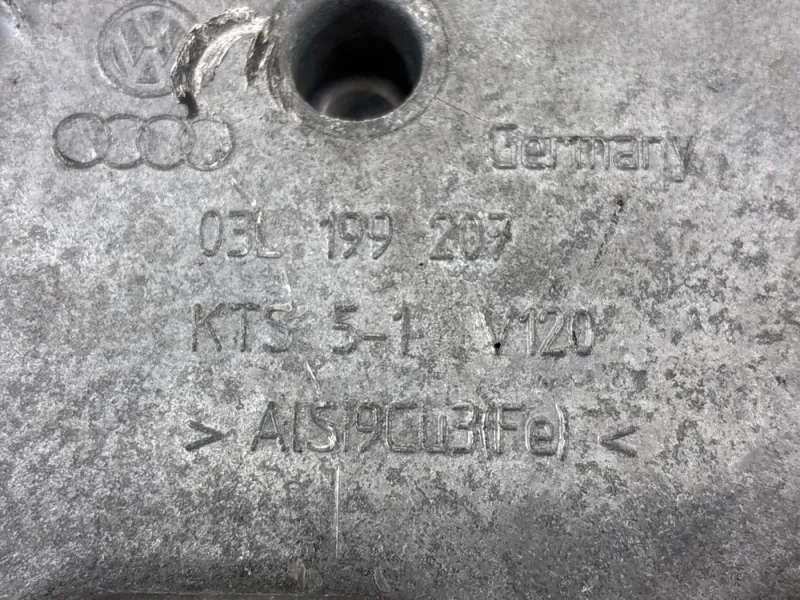 Germany
03L 199 207
KTS 5-1 V120
> AlSi9Cu3(Fe) <